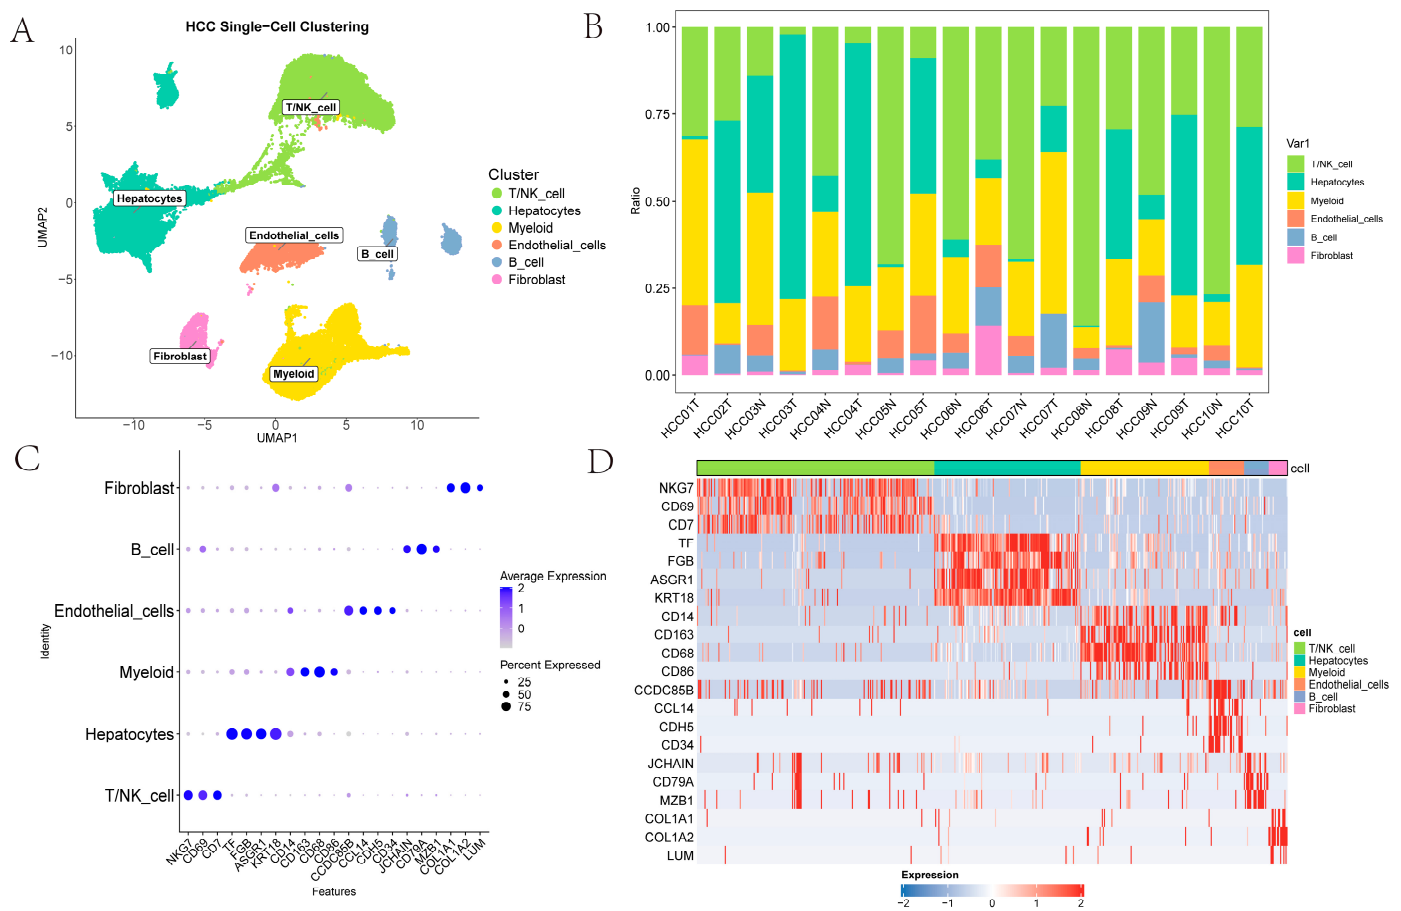 A
HCC Single−Cell Clustering
10
5
0
−5
−10
UMAP2
−10
−5
0
5
10
UMAP1
T/NK_cell
Hepatocytes
Endothelial_cells
B_cell
Fibroblast
Myeloid
Cluster
T/NK_cell
Hepatocytes
Myeloid
Endothelial_cells
B_cell
Fibroblast
B
1.00
0.75
0.50
0.25
0.00
Ratio
HCC01T
HCC02T
HCC03N
HCC03T
HCC04N
HCC04T
HCC05N
HCC05T
HCC06N
HCC06T
HCC07N
HCC07T
HCC08N
HCC08T
HCC09N
HCC09T
HCC10N
HCC10T
Var1
T/NK_cell
Hepatocytes
Myeloid
Endothelial_cells
B_cell
Fibroblast
C
Fibroblast
B_cell
Endothelial_cells
Myeloid
Hepatocytes
T/NK_cell
Identity
NKG7
CD69
CD7
TF
FGB
ASGR1
KRT18
CD14
CD163
CD68
CD86
CCDC85B
CCL14
CDH5
CD34
JCHAIN
CD79A
MZB1
COL1A1
COL1A2
LUM
Features
Average Expression
2
1
0
Percent Expressed
25
50
75
D
cell
NKG7
CD69
CD7
TF
FGB
ASGR1
KRT18
CD14
CD163
CD68
CD86
CCDC85B
CCL14
CDH5
CD34
JCHAIN
CD79A
MZB1
COL1A1
COL1A2
LUM
cell
T/NK_cell
Hepatocytes
Myeloid
Endothelial_cells
B_cell
Fibroblast
Expression
−2
−1
0
1
2